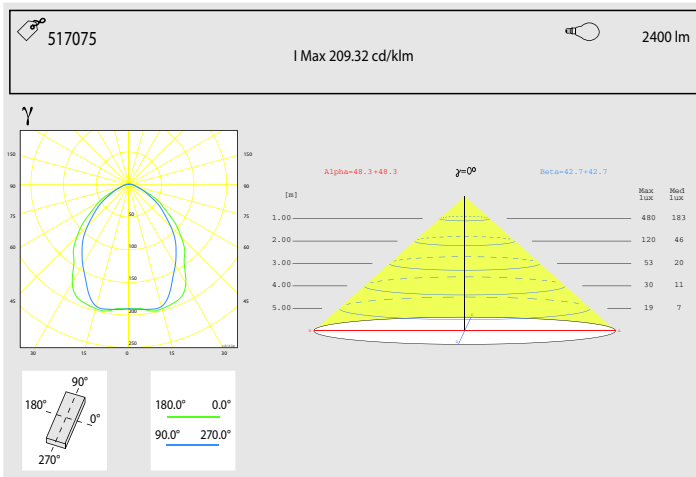 517075
2400 lm
I Max 209.32 cd/klm
γ
150 150
90 90
75 75
60 60
45 45
50
100
150
200
250
30 15 0 15 30
Alpha=48.3+48.3 γ=0º Beta=42.7+42.7
[m] Max lux Med lux
1.00 480 183
2.00 120 46
3.00 53 20
4.00 30 11
5.00 19 7
90°
180° 0°
270°
180.0° 0.0°
90.0° 270.0°